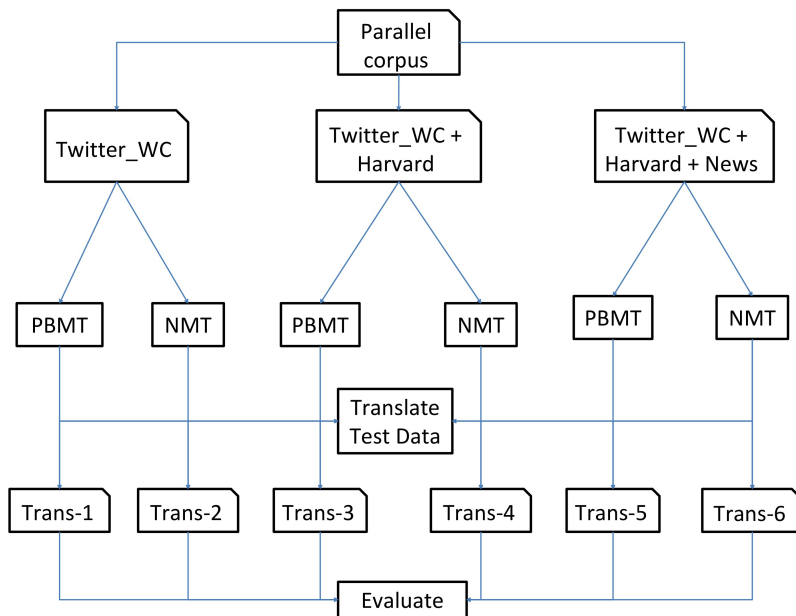 Parallel
corpus
Twitter_WC
Twitter_WC +
Harvard
Twitter_WC +
Harvard + News
PBMT
NMT
PBMT
NMT
PBMT
NMT
Translate
Test Data
Trans-1
Trans-2
Trans-3
Trans-4
Trans-5
Trans-6
Evaluate